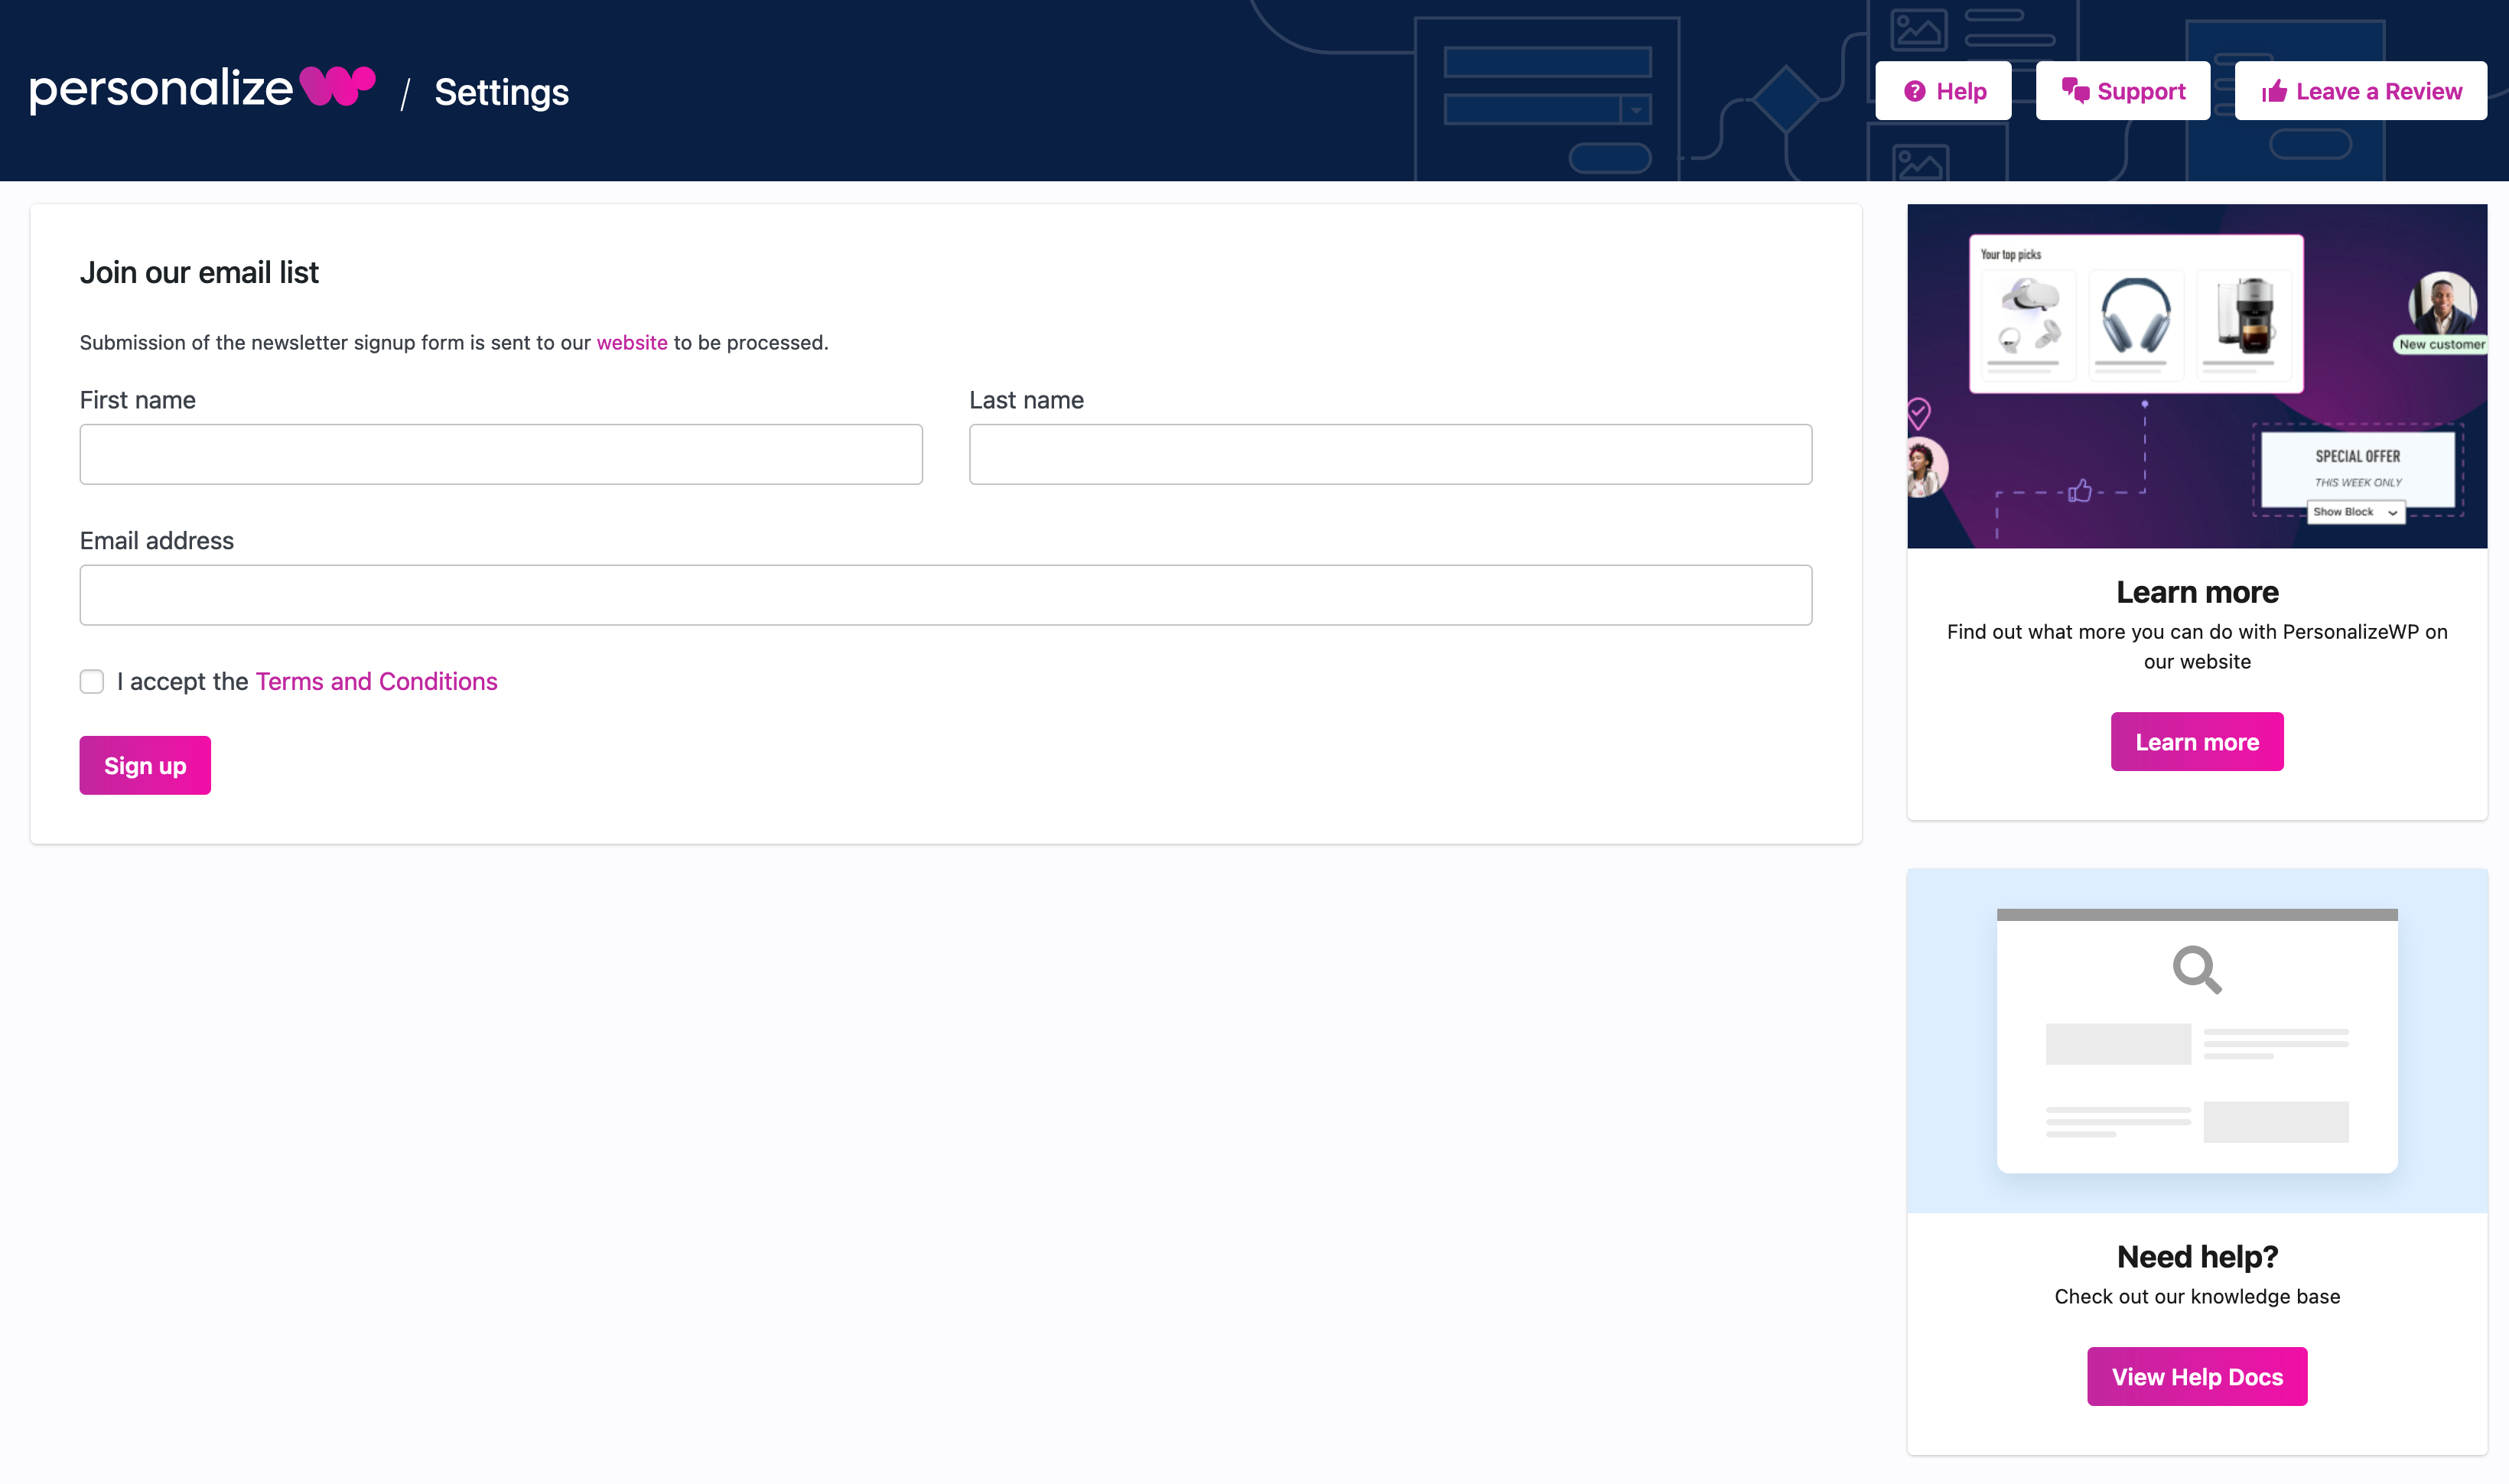 personalizewp / Settings
Help
Support
Leave a Review
Join our email list
Submission of the newsletter signup form is sent to our website to be processed.
First name
Last name
Email address
I accept the Terms and Conditions
Sign up
Your top picks
New customer
SPECIAL OFFER
THIS WEEK ONLY
Show Block
Learn more
Find out what more you can do with PersonalizeWP on
our website
Learn more
Need help?
Check out our knowledge base
View Help Docs